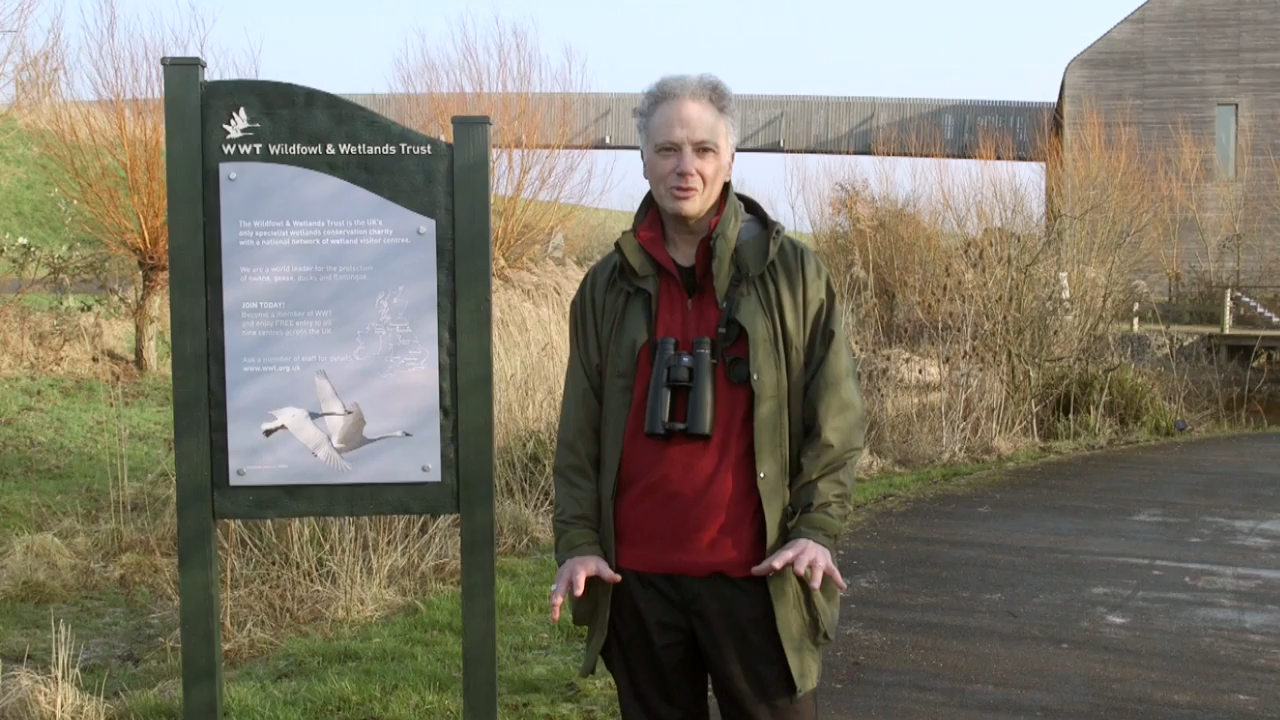 WWT Wildfowl & Wetlands Trust
The Wildfowl & Wetlands Trust is the UK's
only specialist wetlands conservation charity
with a national network of wetland visitor centres.
We are a world leader for the protection
of swans, geese, ducks and flamingos.
JOIN TODAY!
Become a member of WWT
and enjoy FREE entry to all
nine centres across the UK.
Ask a member of staff for details
www.wwt.org.uk